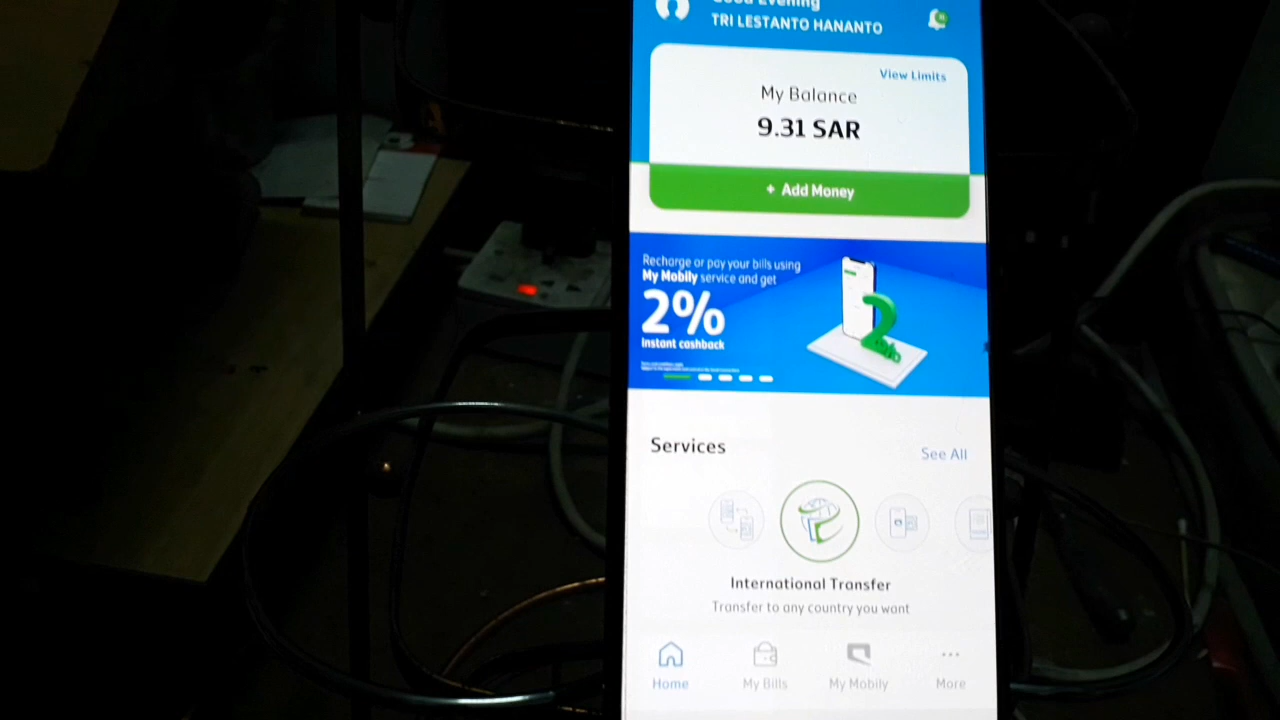 Good Evening
TRI LESTANTO HANANTO
View Limits
My Balance
9.31 SAR
+ Add Money
Recharge or pay your bills using
My Mobily service and get
2%
Instant cashback
Services
See All
International Transfer
Transfer to any country you want
Home
My Bills
My Mobily
More